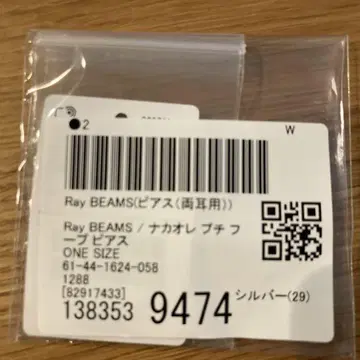 ●2
W
Ray BEAMS(ピアス(両耳用))
Ray BEAMS / ナカオレ プチ フ
ープ ピアス
ONE SIZE
61-44-1624-058
1288
[82917433]
138353 9474 シルバー(29)